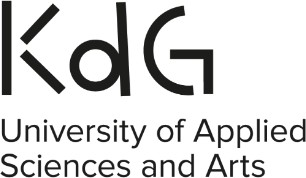 KdG
University of Applied
Sciences and Arts